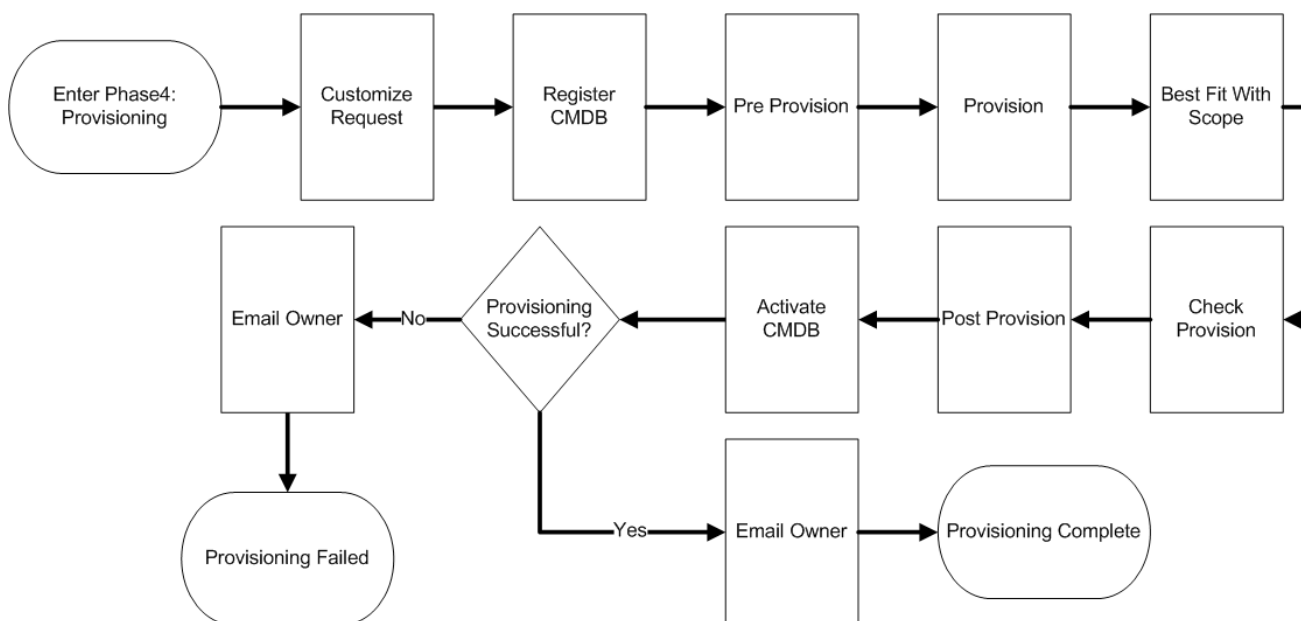 Enter Phase4:
Provisioning
Customize
Request
Register
CMDB
Pre Provision
Provision
Best Fit With
Scope
Check
Provision
Post Provision
Activate
CMDB
Provisioning
Successful?
No
Email Owner
Provisioning Failed
Yes
Email Owner
Provisioning Complete